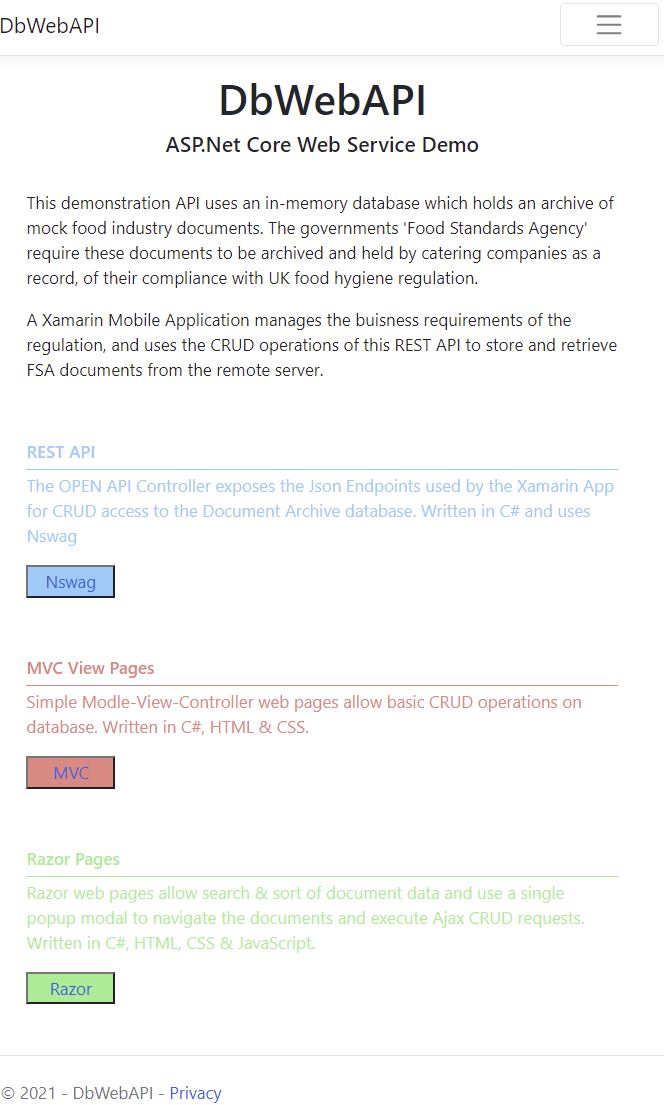 DbWebAPI
DbWebAPI
ASP.Net Core Web Service Demo
This demonstration API uses an in-memory database which holds an archive of
mock food industry documents. The governments 'Food Standards Agency'
require these documents to be archived and held by catering companies as a
record, of their compliance with UK food hygiene regulation.
A Xamarin Mobile Application manages the buisness requirements of the
regulation, and uses the CRUD operations of this REST API to store and retrieve
FSA documents from the remote server.
REST API
The OPEN API Controller exposes the Json Endpoints used by the Xamarin App
for CRUD access to the Document Archive database. Written in C# and uses
Nswag
Nswag
MVC View Pages
Simple Modle-View-Controller web pages allow basic CRUD operations on
database. Written in C#, HTML & CSS.
MVC
Razor Pages
Razor web pages allow search & sort of document data and use a single
popup modal to navigate the documents and execute Ajax CRUD requests.
Written in C#, HTML, CSS & JavaScript.
Razor
© 2021 - DbWebAPI - Privacy